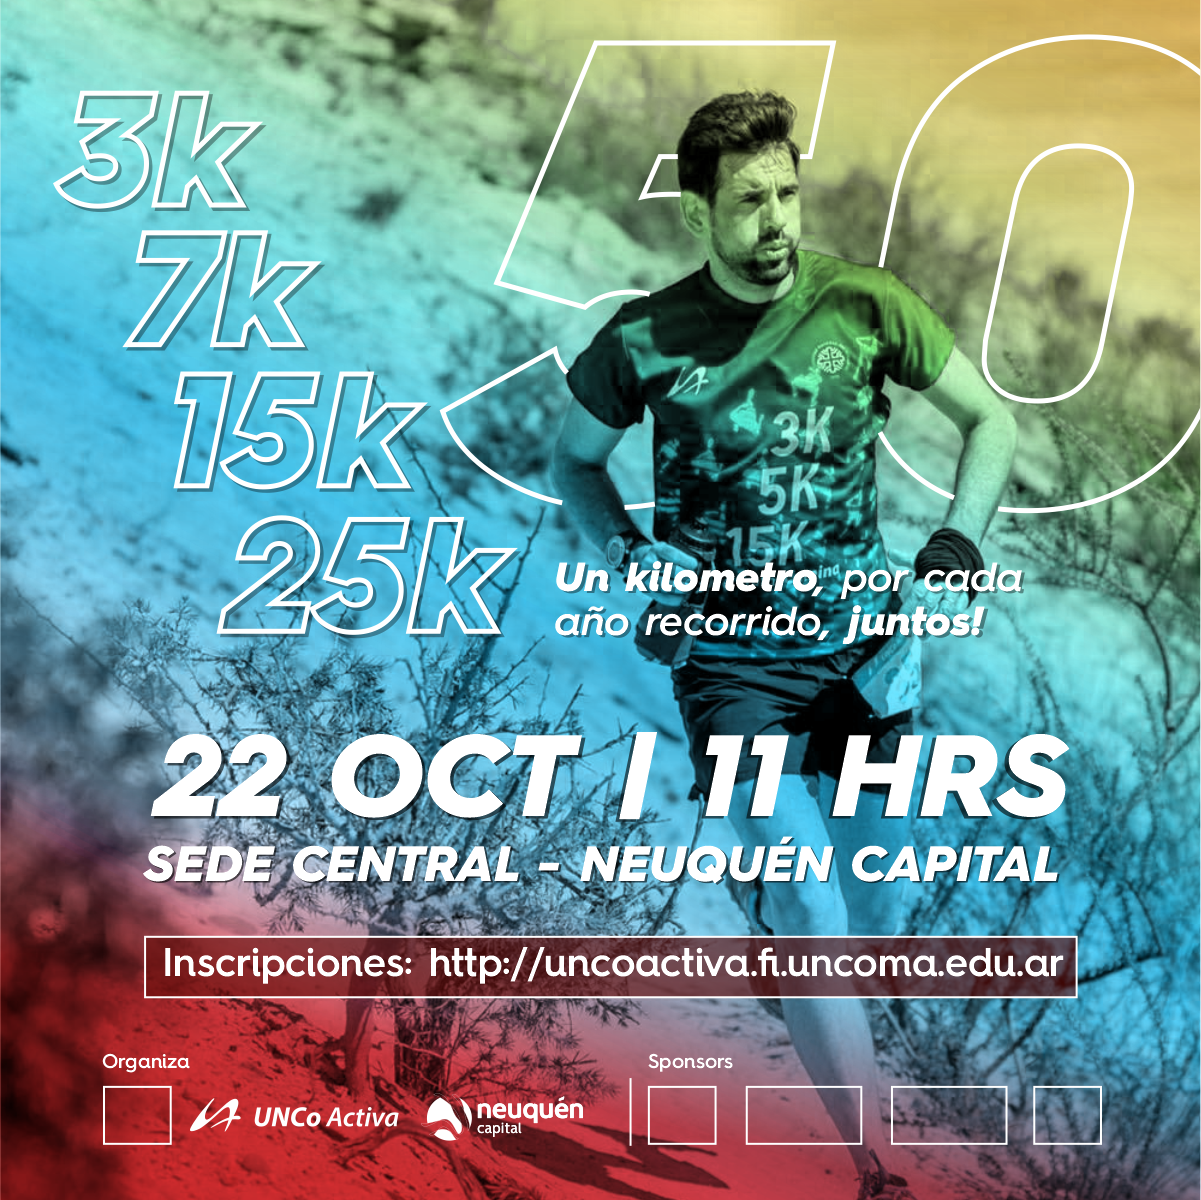 50
3k
7k
15k
25k
3K
5K
15K
Un kilometro, por cada
año recorrido, juntos!
22 OCT | 11 HRS
SEDE CENTRAL - NEUQUÉN CAPITAL
Inscripciones: http://uncoactiva.fi.uncoma.edu.ar
Organiza
UNCo Activa
neuquén
capital
Sponsors